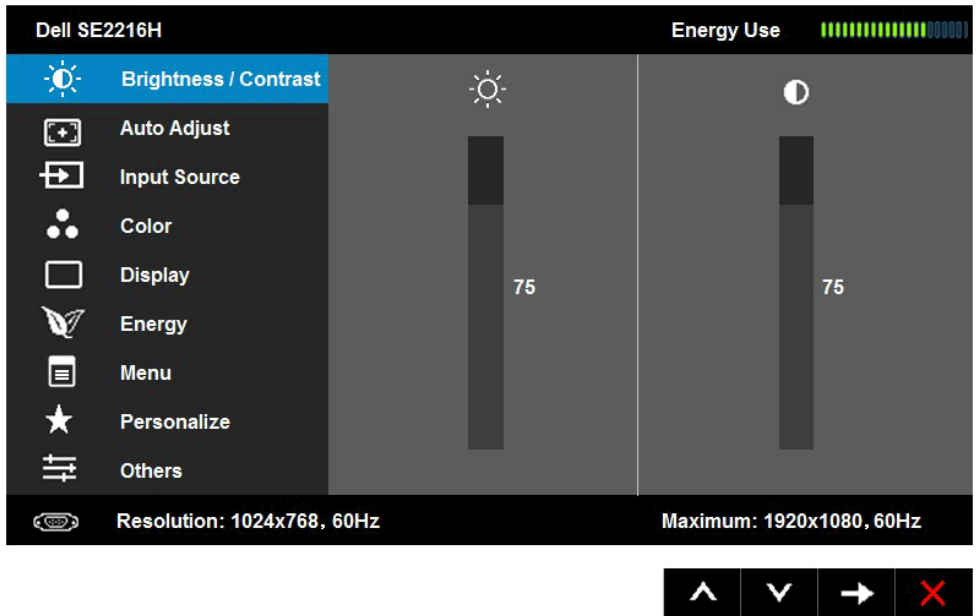 Dell SE2216H Energy Use
Brightness / Contrast
Auto Adjust
Input Source
Color
Display
75 75
Energy
Menu
Personalize
Others
Resolution: 1024x768, 60Hz Maximum: 1920x1080, 60Hz